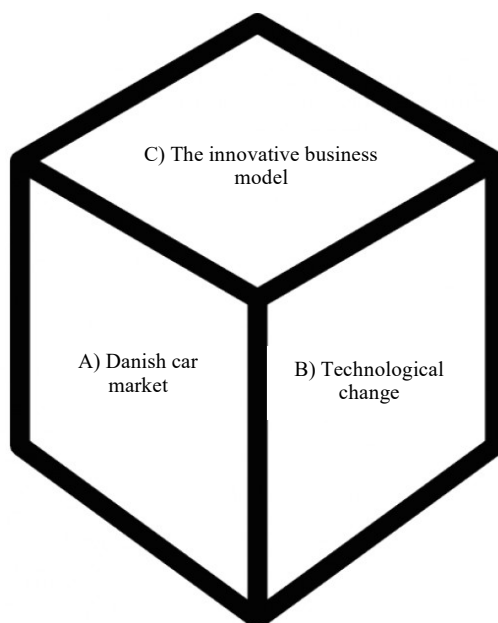 C) The innovative business
model
A) Danish car
market
B) Technological
change